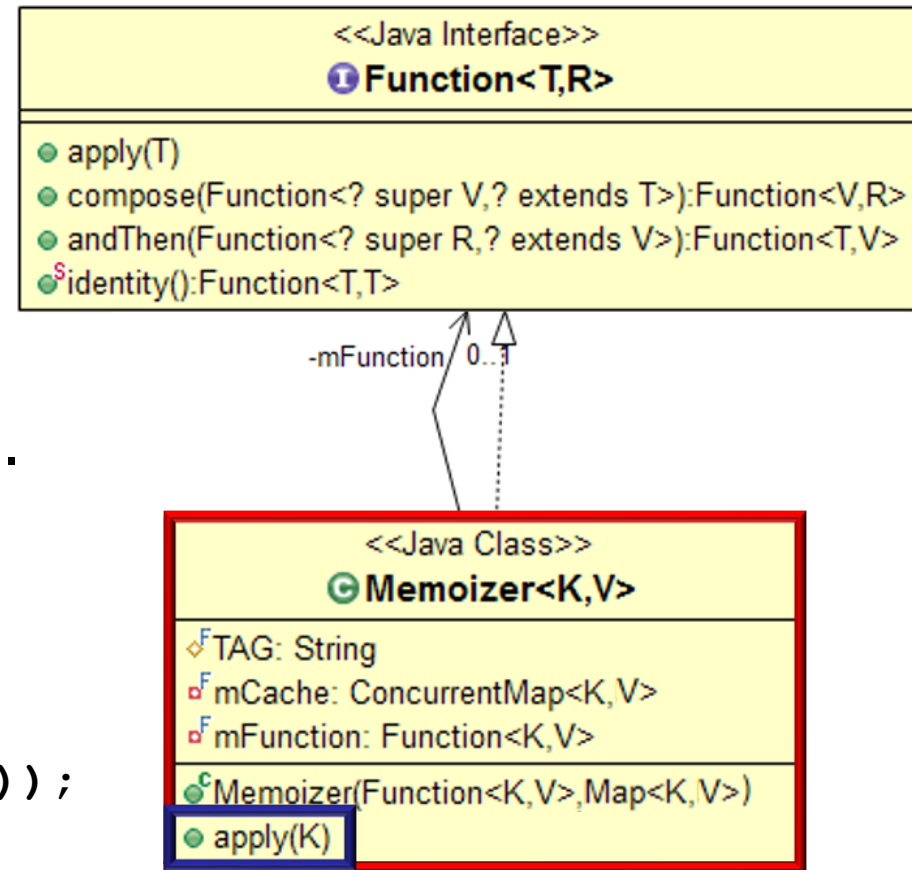 <<Java Interface>>
I Function<T,R>
apply(T)
compose(Function<? super V,? extends T>):Function<V,R>
andThen(Function<? super R,? extends V>):Function<T,V>
S identity():Function<T,T>
-mFunction 0..1
.
<<Java Class>>
C Memoizer<K,V>
F TAG: String
F mCache: ConcurrentMap<K,V>
F mFunction: Function<K,V>
));
C Memoizer(Function<K,V>,Map<K,V>)
apply(K)